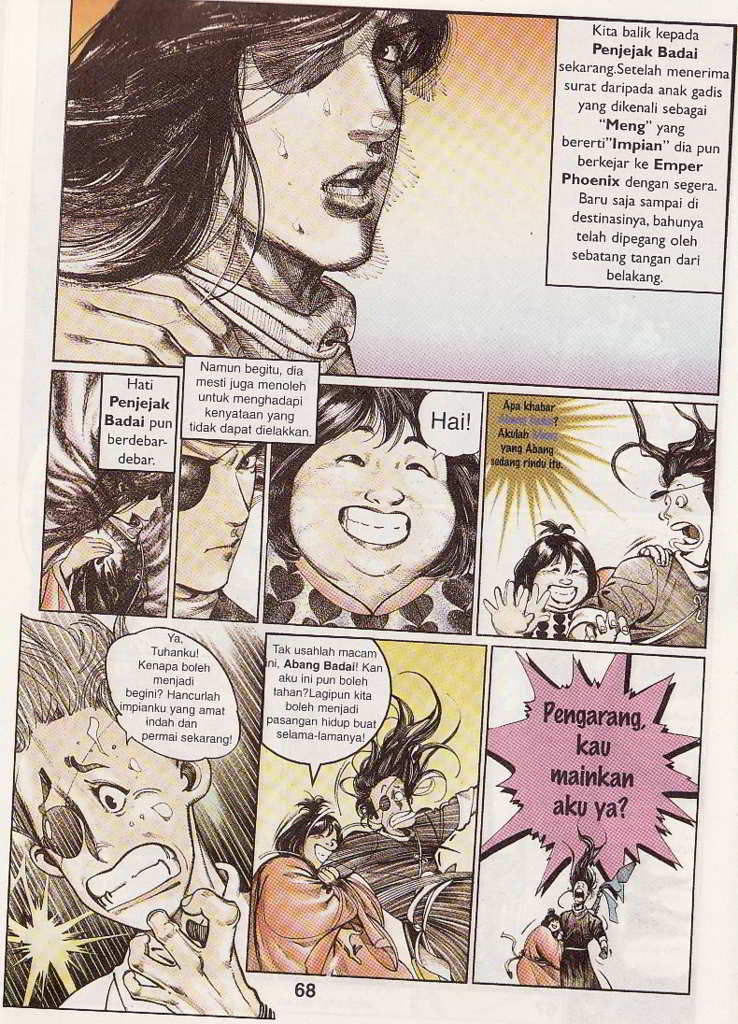 Kita balik kepada
Penjejak Badai
sekarang.Setelah menerima
surat daripada anak gadis
yang dikenali sebagai
"Meng" yang
bererti"Impian" dia pun
berkejar ke Emper
Phoenix dengan segera.
Baru saja sampai di
destinasinya, bahunya
telah dipegang oleh
sebatang tangan dari
belakang.
Hati
Penjejak
Badai pun
berdebar-
debar.
Namun begitu, dia
mesti juga menoleh
untuk menghadapi
kenyataan yang
tidak dapat dielakkan.
Hai!
Apa khabar
Abang Badai?
Akulah Meng
yang Abang
sedang rindu itu.
Ya,
Tuhanku!
Kenapa boleh
menjadi
begini? Hancurlah
impianku yang amat
indah dan
permai sekarang!
Tak usahlah macam
ini, Abang Badai! Kan
aku ini pun boleh
tahan?Lagipun kita
boleh menjadi
pasangan hidup buat
selama-lamanya!
Pengarang,
kau
mainkan
aku ya?
68